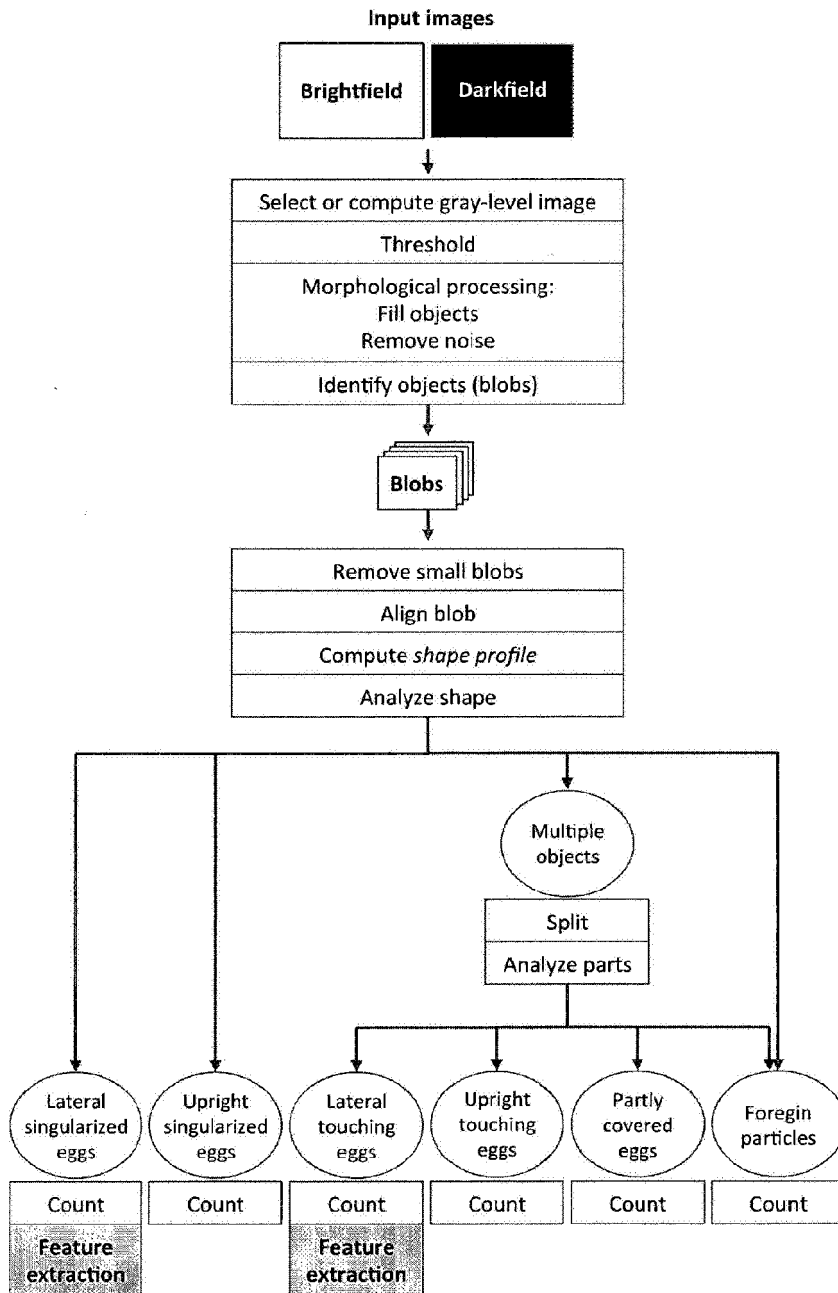 Input images
Brightfield
Darkfield
Select or compute gray-level image
Threshold
Morphological processing:
Fill objects
Remove noise
Identify objects (blobs)
Blobs
Remove small blobs
Align blob
Compute shape profile
Analyze shape
Multiple
objects
Split
Analyze parts
Lateral
singularized
eggs
Upright
singularized
eggs
Lateral
touching
eggs
Upright
touching
eggs
Partly
covered
eggs
Foregin
particles
Count
Count
Count
Count
Count
Count
Feature
extraction
Feature
extraction